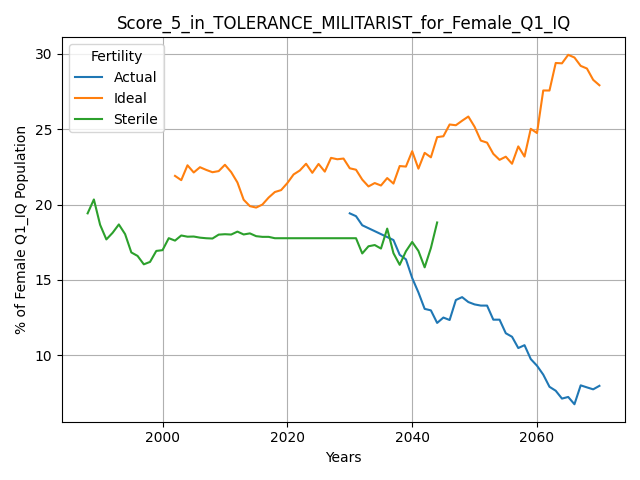 Score_5_in_TOLERANCE_MILITARIST_for_Female_Q1_IQ
Fertility
Actual
Ideal
Sterile
% of Female Q1_IQ Population
30
25
20
15
10
2000
2020
2040
2060
Years